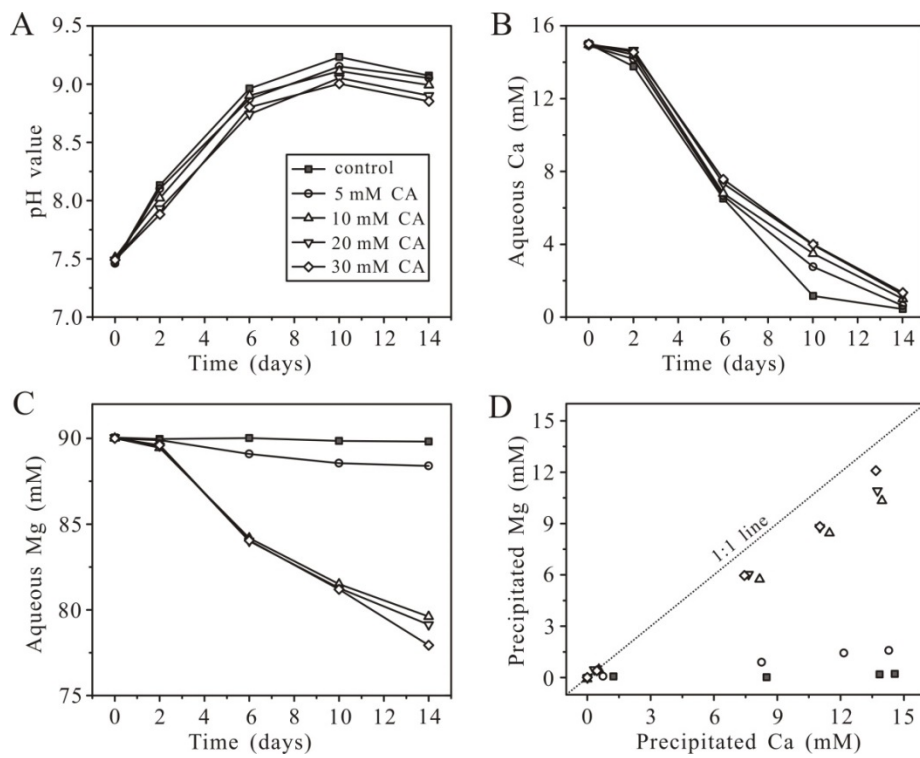 A
pH value
9.5
9.0
8.5
8.0
7.5
7.0
control
5 mM CA
10 mM CA
20 mM CA
30 mM CA
0 2 4 6 8 10 12 14
Time (days)
B
Aqueous Ca (mM)
16
12
8
4
0
0 2 4 6 8 10 12 14
Time (days)
C
Aqueous Mg (mM)
90
85
80
75
0 2 4 6 8 10 12 14
Time (days)
D
Precipitated Mg (mM)
15
12
9
6
3
0
1:1 line
0 3 6 9 12 15
Precipitated Ca (mM)